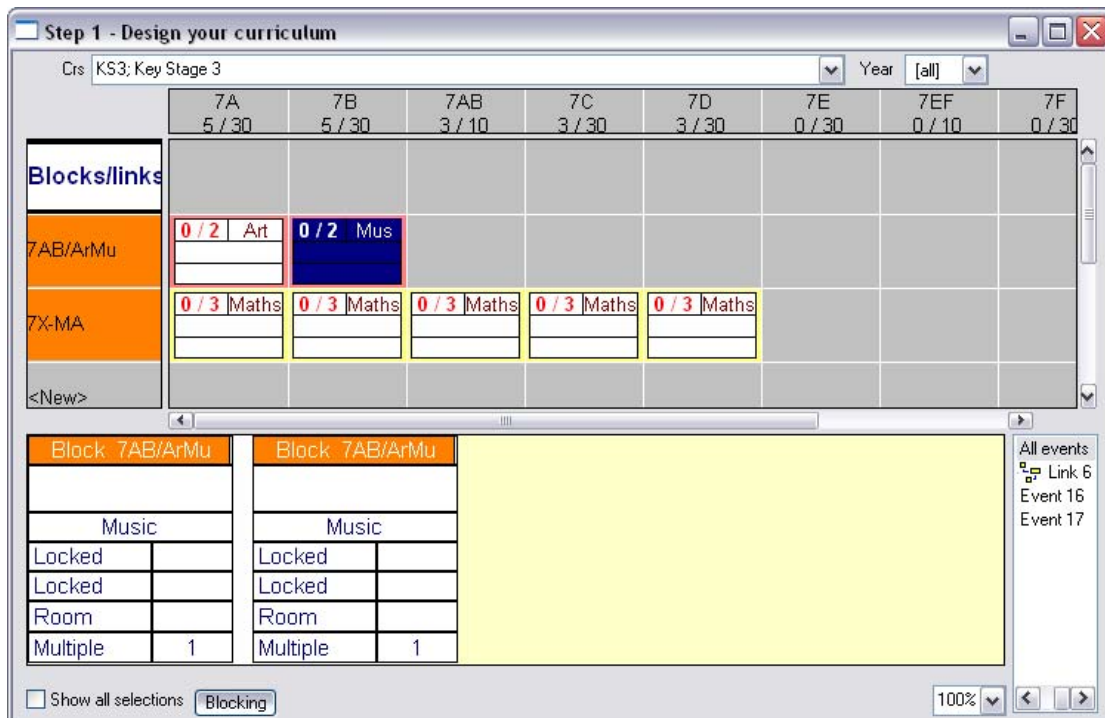 Step 1 - Design your curriculum
Crs KS3; Key Stage 3 Year [all]
7A 7B 7AB 7C 7D 7E 7EF 7F
5 / 30 5 / 30 3 / 10 3 / 30 3 / 30 0 / 30 0 / 10 0 / 30
Blocks/links
7AB/ArMu 0 / 2 Art 0 / 2 Mus
7X-MA 0 / 3 Maths 0 / 3 Maths 0 / 3 Maths 0 / 3 Maths 0 / 3 Maths
<New>
Block 7AB/ArMu Block 7AB/ArMu All events
Link 6
Event 16
Music Music Event 17
Locked Locked
Locked Locked
Room Room
Multiple 1 Multiple 1
Show all selections Blocking 100%